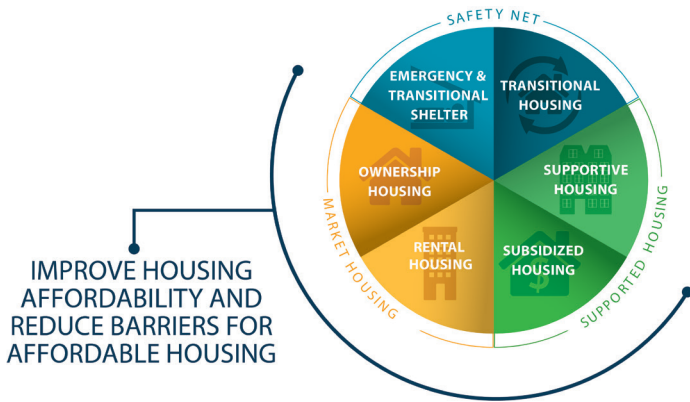 SAFETY NET
EMERGENCY &
TRANSITIONAL
SHELTER
TRANSITIONAL
HOUSING
OWNERSHIP
HOUSING
SUPPORTIVE
HOUSING
RENTAL
HOUSING
SUBSIDIZED
HOUSING
$
MARKET HOUSING
SUPPORTED HOUSING
IMPROVE HOUSING
AFFORDABILITY AND
REDUCE BARRIERS FOR
AFFORDABLE HOUSING